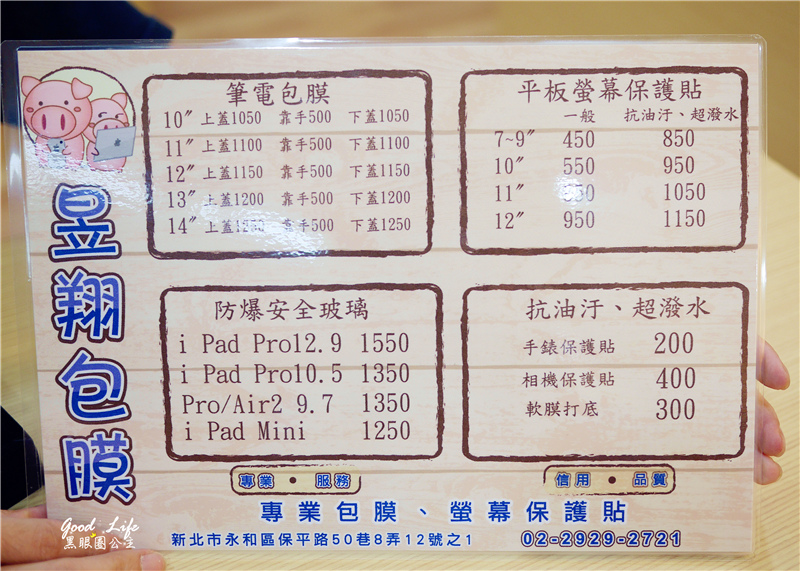 昱翔包膜
筆電包膜
10″ 上蓋1050 靠手500 下蓋1050
11″ 上蓋1100 靠手500 下蓋1100
12″ 上蓋1150 靠手500 下蓋1150
13″ 上蓋1200 靠手500 下蓋1200
14″ 上蓋1250 靠手500 下蓋1250
平板螢幕保護貼
一般 抗油汙、超潑水
7~9″ 450 850
10″ 550 950
11″ 1050
12″ 950 1150
防爆安全玻璃
i Pad Pro12.9 1550
i Pad Pro10.5 1350
Pro/Air2 9.7 1350
i Pad Mini 1250
抗油汙、超潑水
手錶保護貼 200
相機保護貼 400
軟膜打底 300
專業 • 服務
信用 • 品質
專業包膜、螢幕保護貼
新北市永和區保平路50巷8弄12號之1 02-2929-2721
Good Life
黑眼圈公主